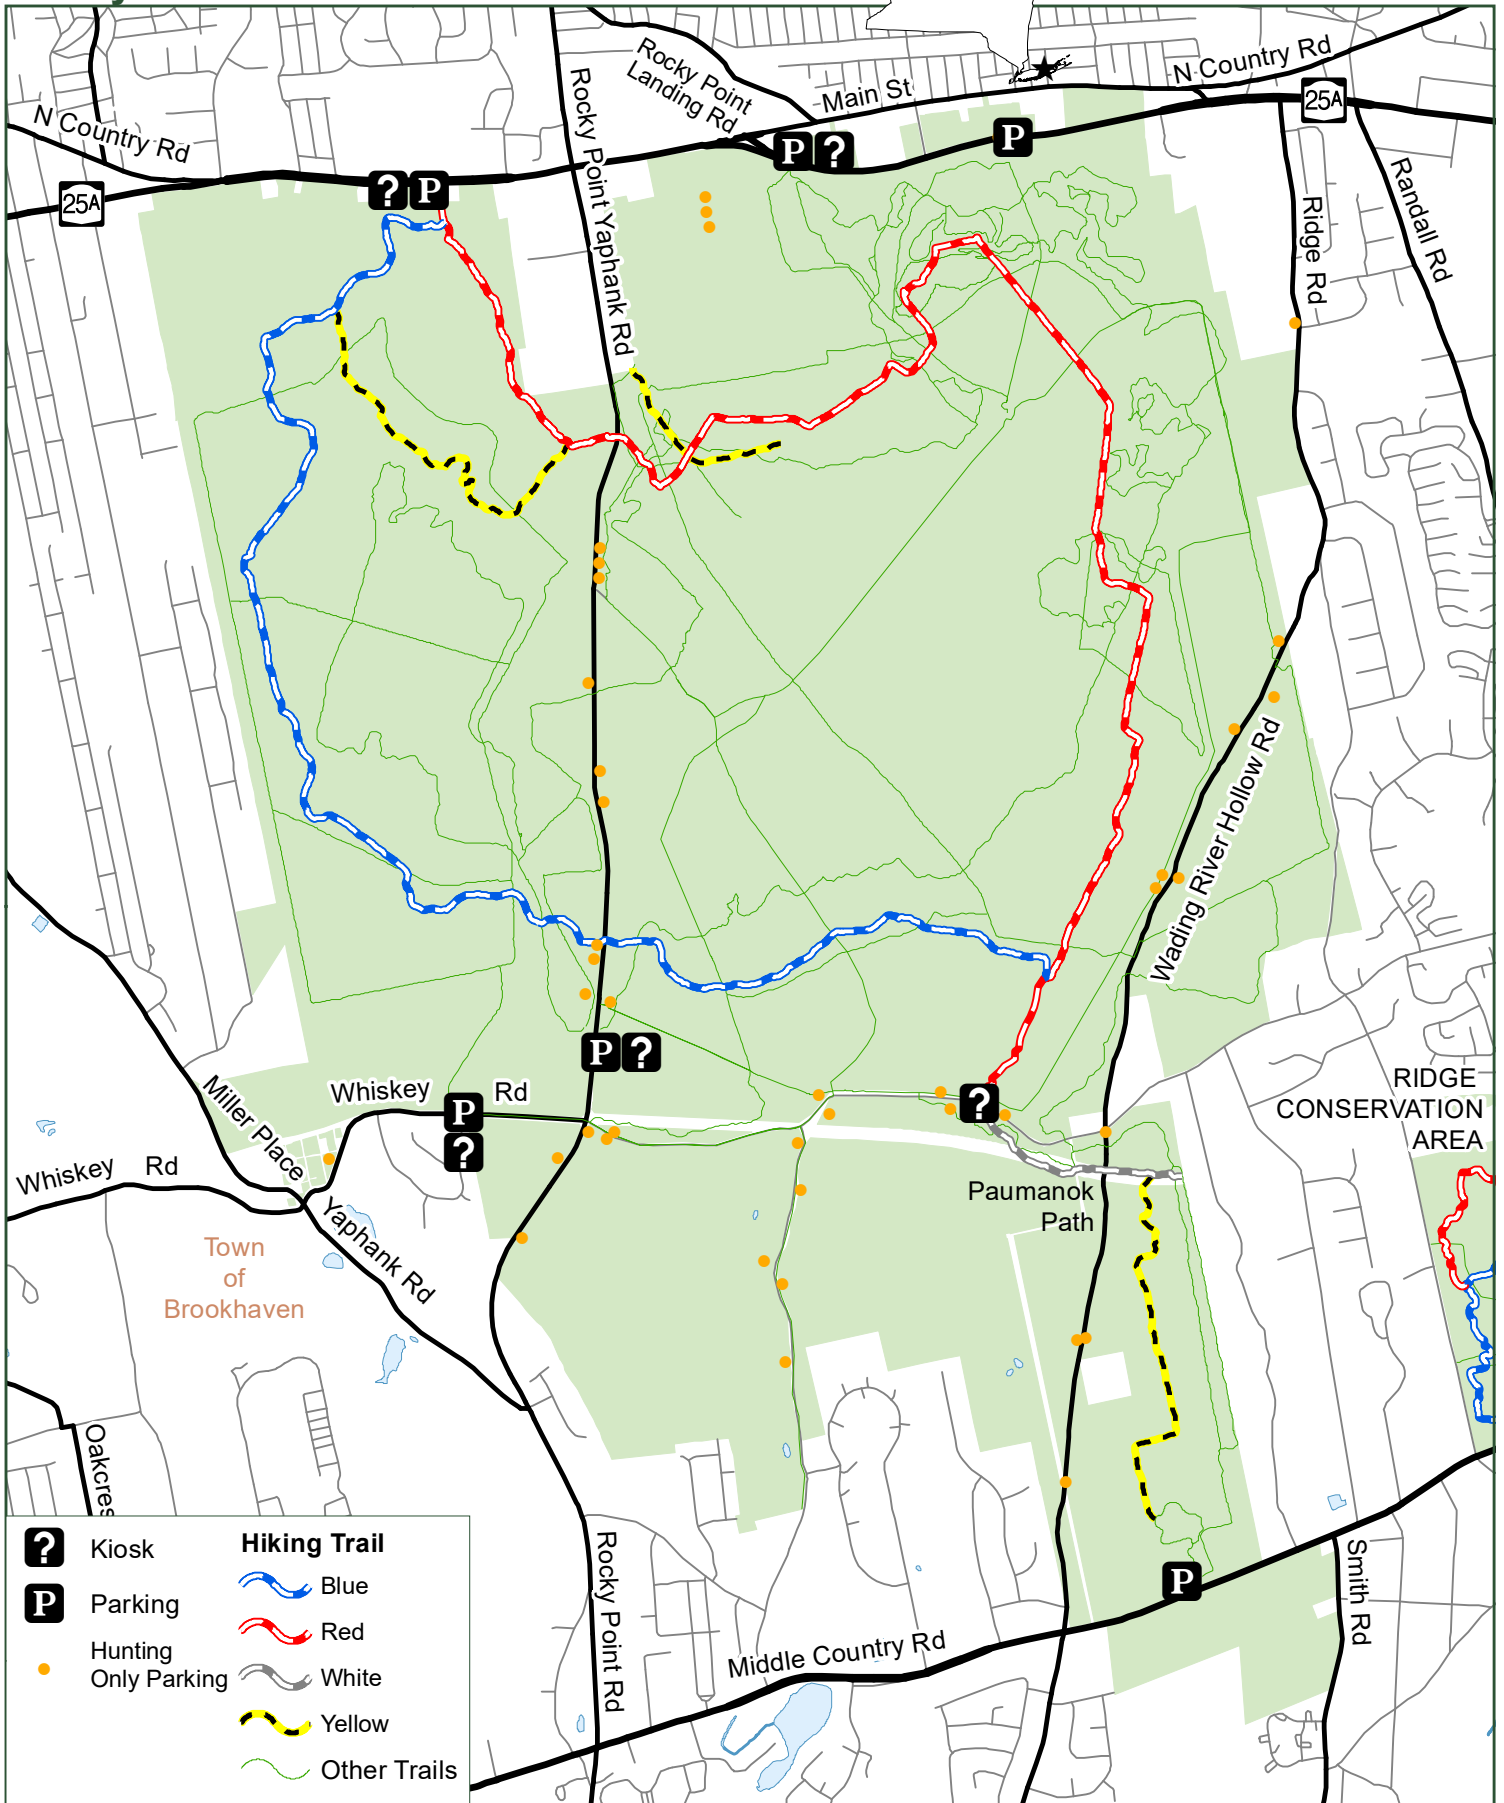 Rocky Point
Landing Rd
Main St
N Country Rd
25A
N Country Rd
25A
P ?
P
? P
Rocky Point Yaphank Rd
Ridge Rd
Randall Rd
Wading River Hollow Rd
P ?
Whiskey Rd
P
?
?
Miller Place
Yaphank Rd
Whiskey Rd
RIDGE
CONSERVATION
AREA
Paumanok
Path
Town
of
Brookhaven
Oakcres
Rocky Point Rd
Middle Country Rd
P
Smith Rd
? Kiosk
P Parking
Hunting
Only Parking
Hiking Trail
Blue
Red
White
Yellow
Other Trails